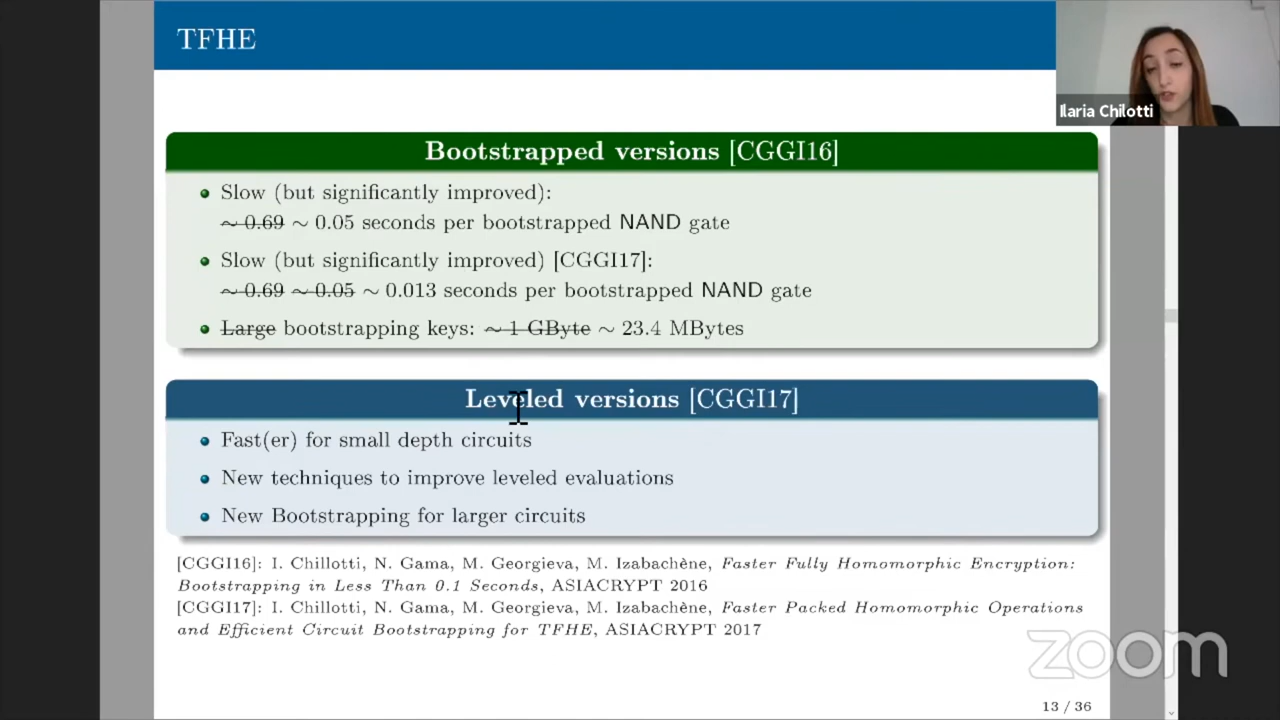 TFHE
Ilaria Chilotti
Bootstrapped versions [CGGI16]
Slow (but significantly improved):
~ 0.69 ~ 0.05 seconds per bootstrapped NAND gate
Slow (but significantly improved) [CGGI17]:
~ 0.69 ~ 0.05 ~ 0.013 seconds per bootstrapped NAND gate
Large bootstrapping keys: ~ 1 GByte ~ 23.4 MBytes
Leveled versions [CGGI17]
Fast(er) for small depth circuits
New techniques to improve leveled evaluations
New Bootstrapping for larger circuits
[CGGI16]: I. Chillotti, N. Gama, M. Georgieva, M. Izabachène, Faster Fully Homomorphic Encryption:
Bootstrapping in Less Than 0.1 Seconds, ASIACRYPT 2016
[CGGI17]: I. Chillotti, N. Gama, M. Georgieva, M. Izabachène, Faster Packed Homomorphic Operations
and Efficient Circuit Bootstrapping for TFHE, ASIACRYPT 2017
zoom
13 / 36